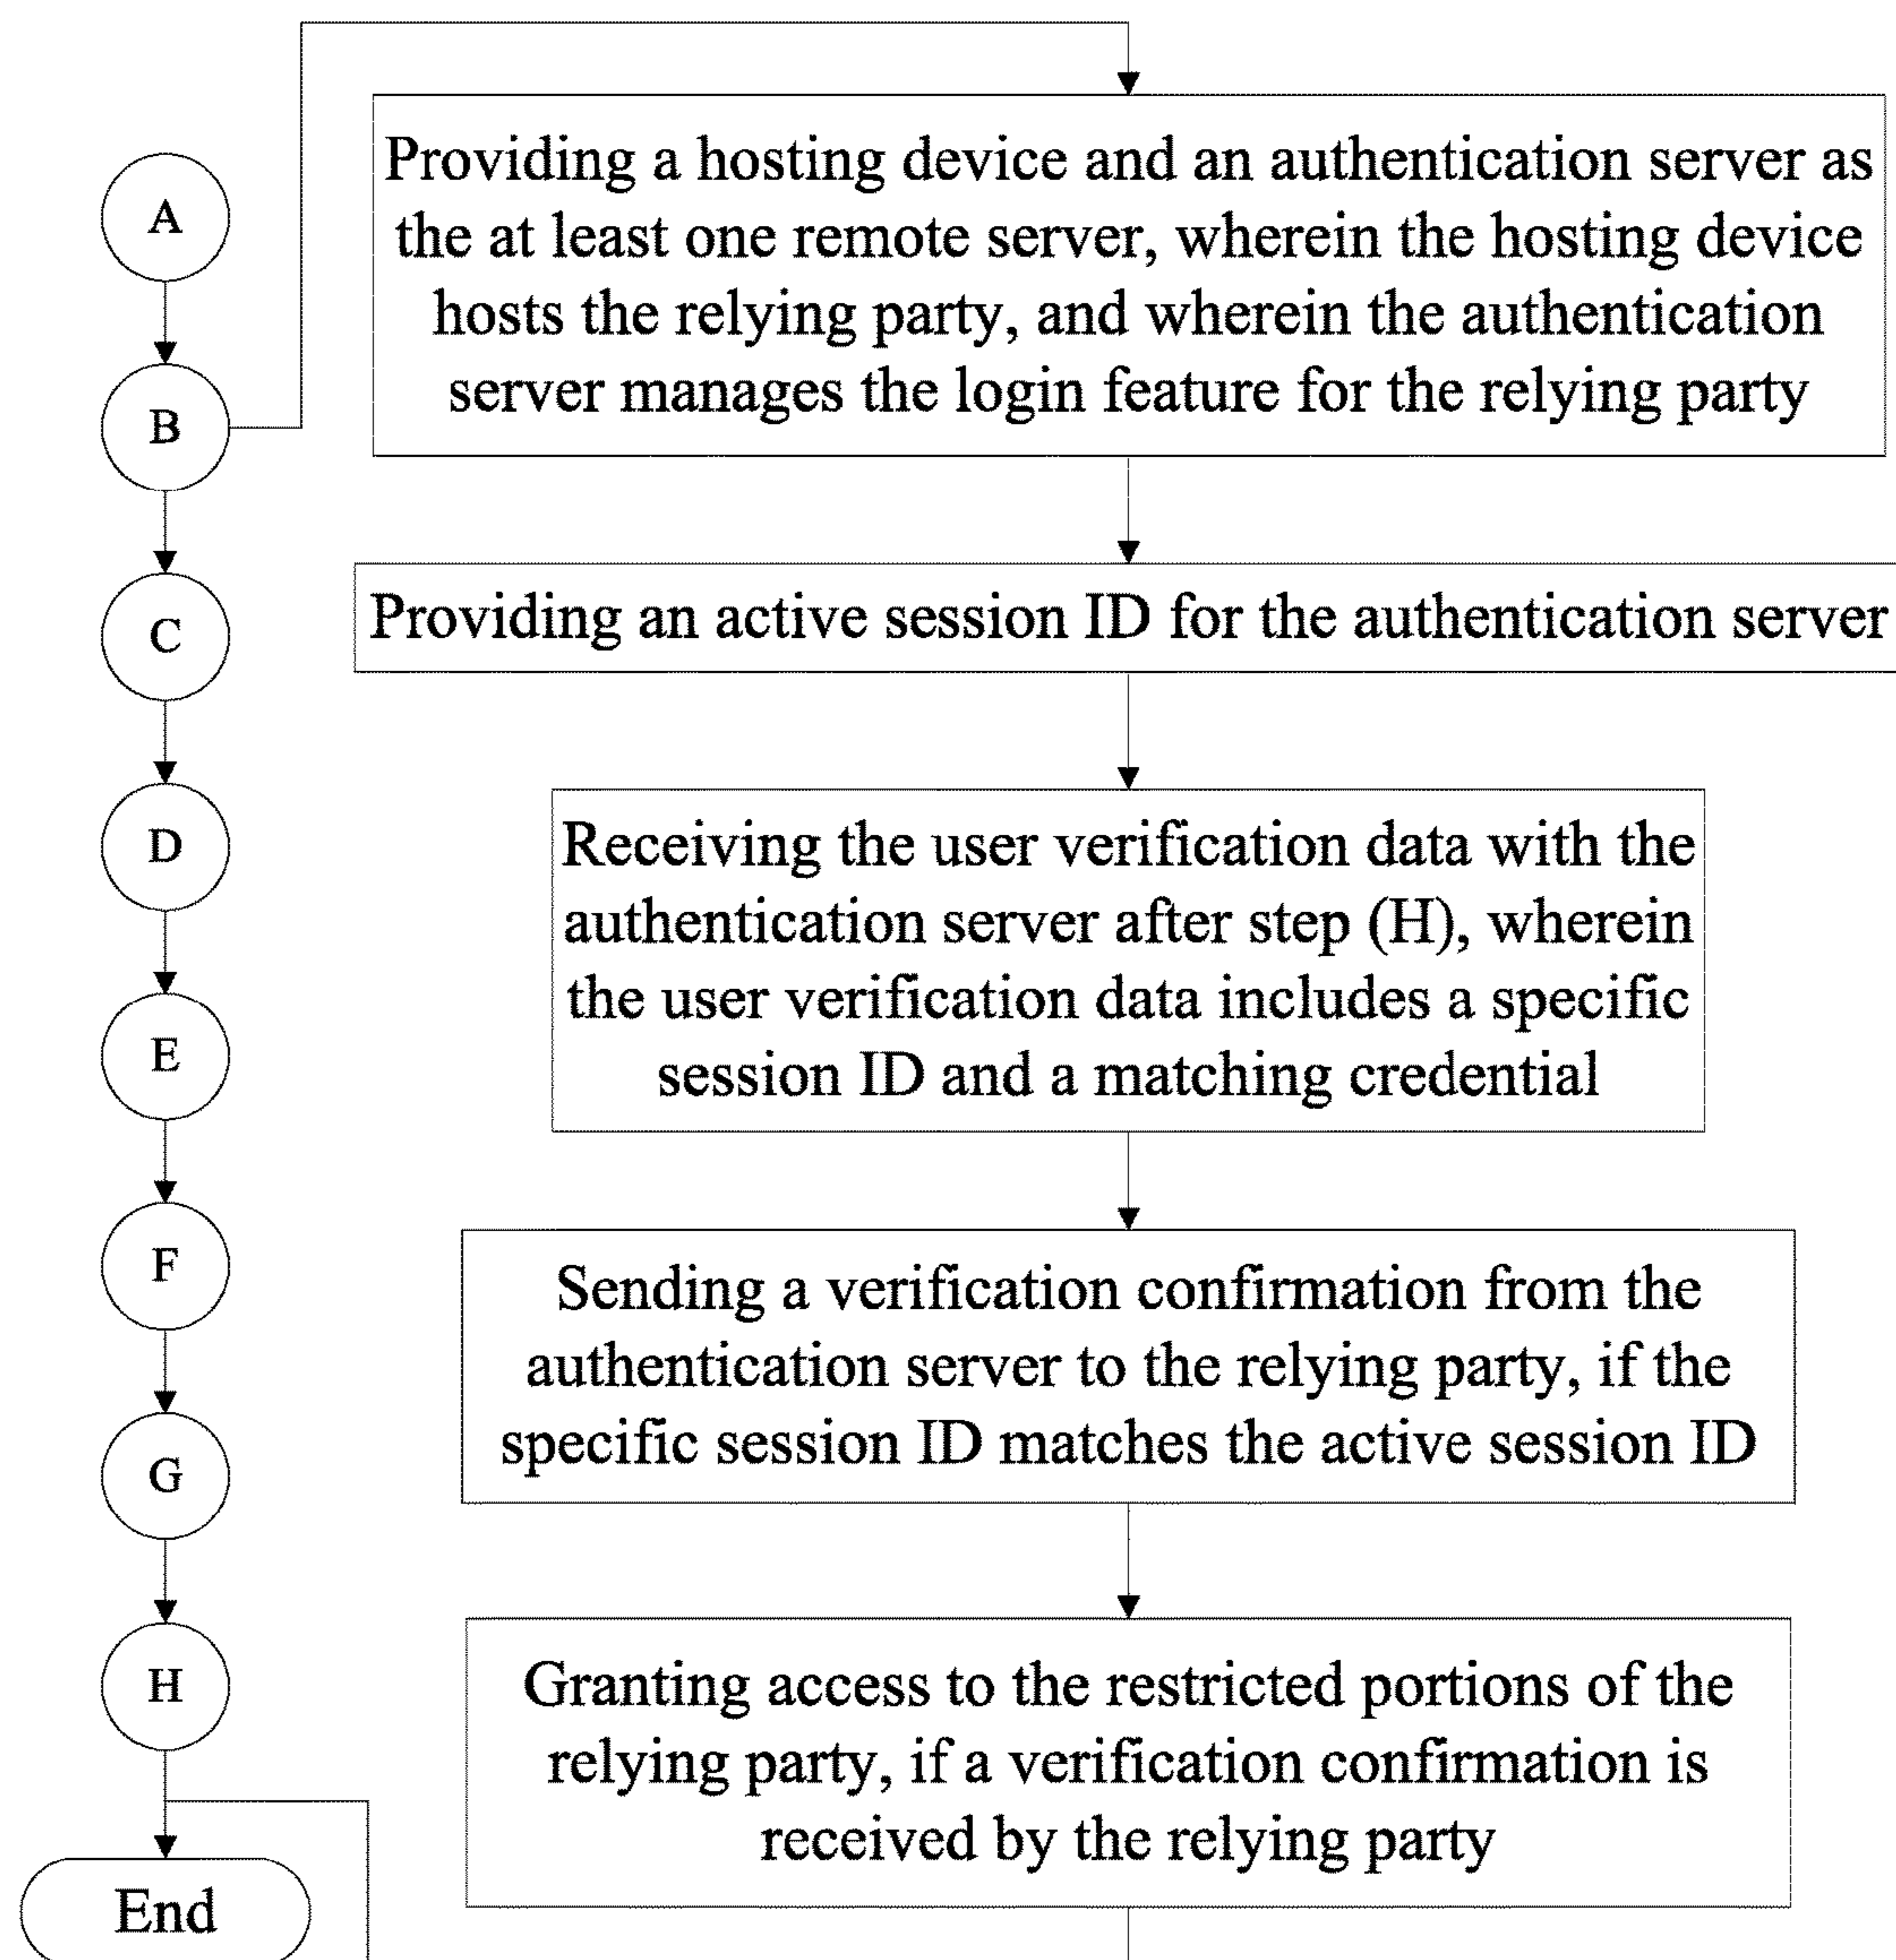 A
B
C
D
E
F
G
H
End
Providing a hosting device and an authentication server as
the at least one remote server, wherein the hosting device
hosts the relying party, and wherein the authentication
server manages the login feature for the relying party
Providing an active session ID for the authentication server
Receiving the user verification data with the
authentication server after step (H), wherein
the user verification data includes a specific
session ID and a matching credential
Sending a verification confirmation from the
authentication server to the relying party, if the
specific session ID matches the active session ID
Granting access to the restricted portions of the
relying party, if a verification confirmation is
received by the relying party